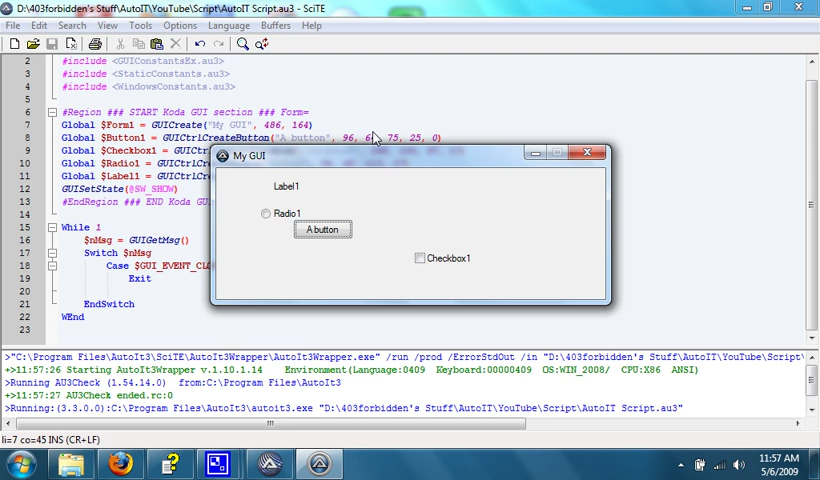 D:\403forbidden's Stuff\AutoIT\YouTube\Script\AutoIT Script.au3 - SciTE
File Edit Search View Tools Options Language Buffers Help
2 #include <GUIConstantsEx.au3>
3 #include <StaticConstants.au3>
4 #include <WindowsConstants.au3>
5
6 #Region ### START Koda GUI section ### Form=
7 Global $Form1 = GUICreate("My GUI", 486, 164)
8 Global $Button1 = GUICtrlCreateButton("A button", 96, 75, 25, 0)
9 Global $Checkbox1 = GUICtrlCre
10 Global $Radio1 = GUICtrlC
11 Global $Label1 = GUICtrlCre
12 GUISetState(@SW_SHOW)
13 #EndRegion ### END Koda GU
14
15 While 1
16 $nMsg = GUIGetMsg()
17 Switch $nMsg
18 Case $GUI_EVENT_CL
19 Exit
20
21 EndSwitch
22 WEnd
23
My GUI
Label1
Radio1
A button
Checkbox1
>"C:\Program Files\AutoIt3\SciTE\AutoIt3Wrapper\AutoIt3Wrapper.exe" /run /prod /ErrorStdOut /in "D:\403forbidden's Stuff\AutoIT\YouTube\Script\
+>11:57:26 Starting AutoIt3Wrapper v.1.10.1.14 Environment(Language:0409 Keyboard:00000409 OS:WIN_2008/ CPU:X86 ANSI)
>Running AU3Check (1.54.14.0) from:C:\Program Files\AutoIt3
+>11:57:27 AU3Check ended.rc:0
>Running:(3.3.0.0):C:\Program Files\AutoIt3\autoit3.exe "D:\403forbidden's Stuff\AutoIT\YouTube\Script\AutoIT Script.au3"
li=7 co=45 INS (CR+LF)
11:57 AM
5/6/2009